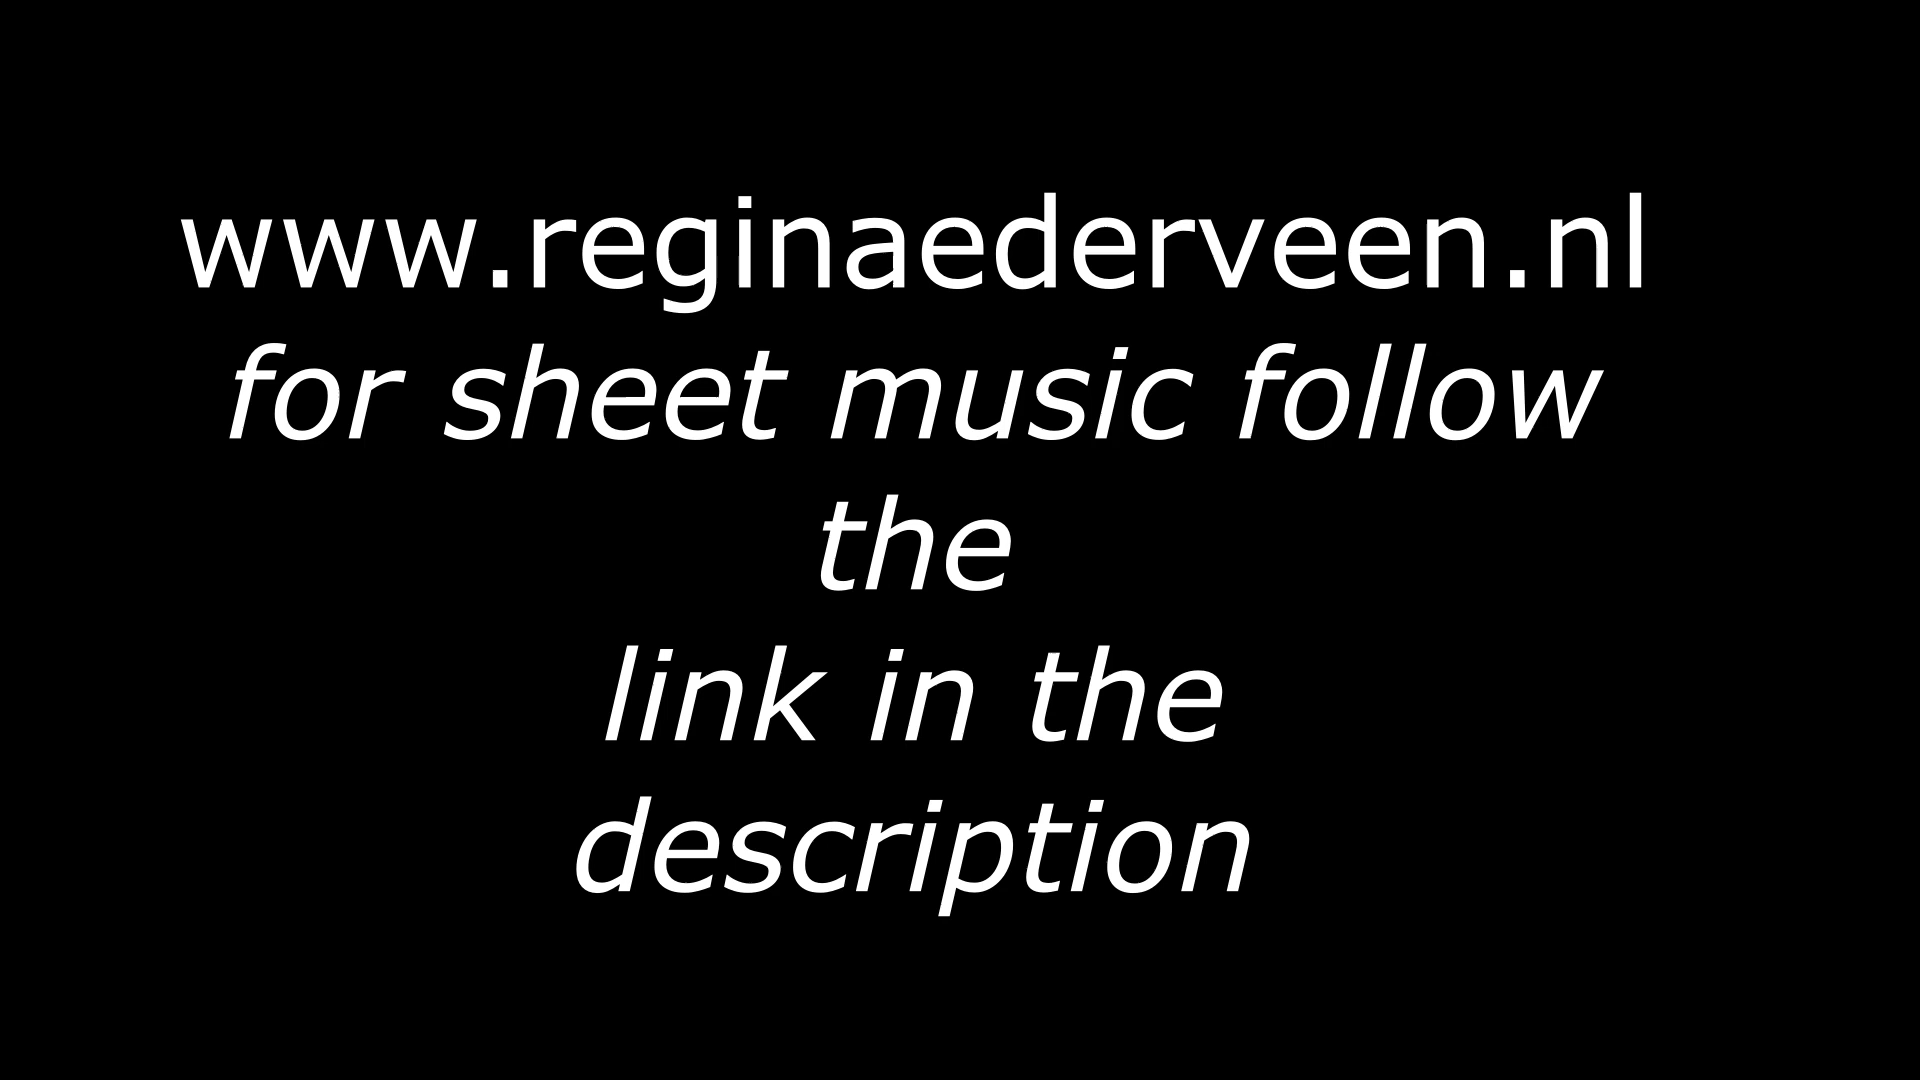 www.reginaederveen.nl
for sheet music follow
the
link in the
description